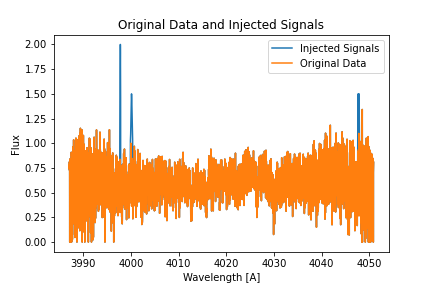 Original Data and Injected Signals
Injected Signals
Original Data
Flux
2.00
1.75
1.50
1.25
1.00
0.75
0.50
0.25
0.00
3990 4000 4010 4020 4030 4040 4050
Wavelength [A]